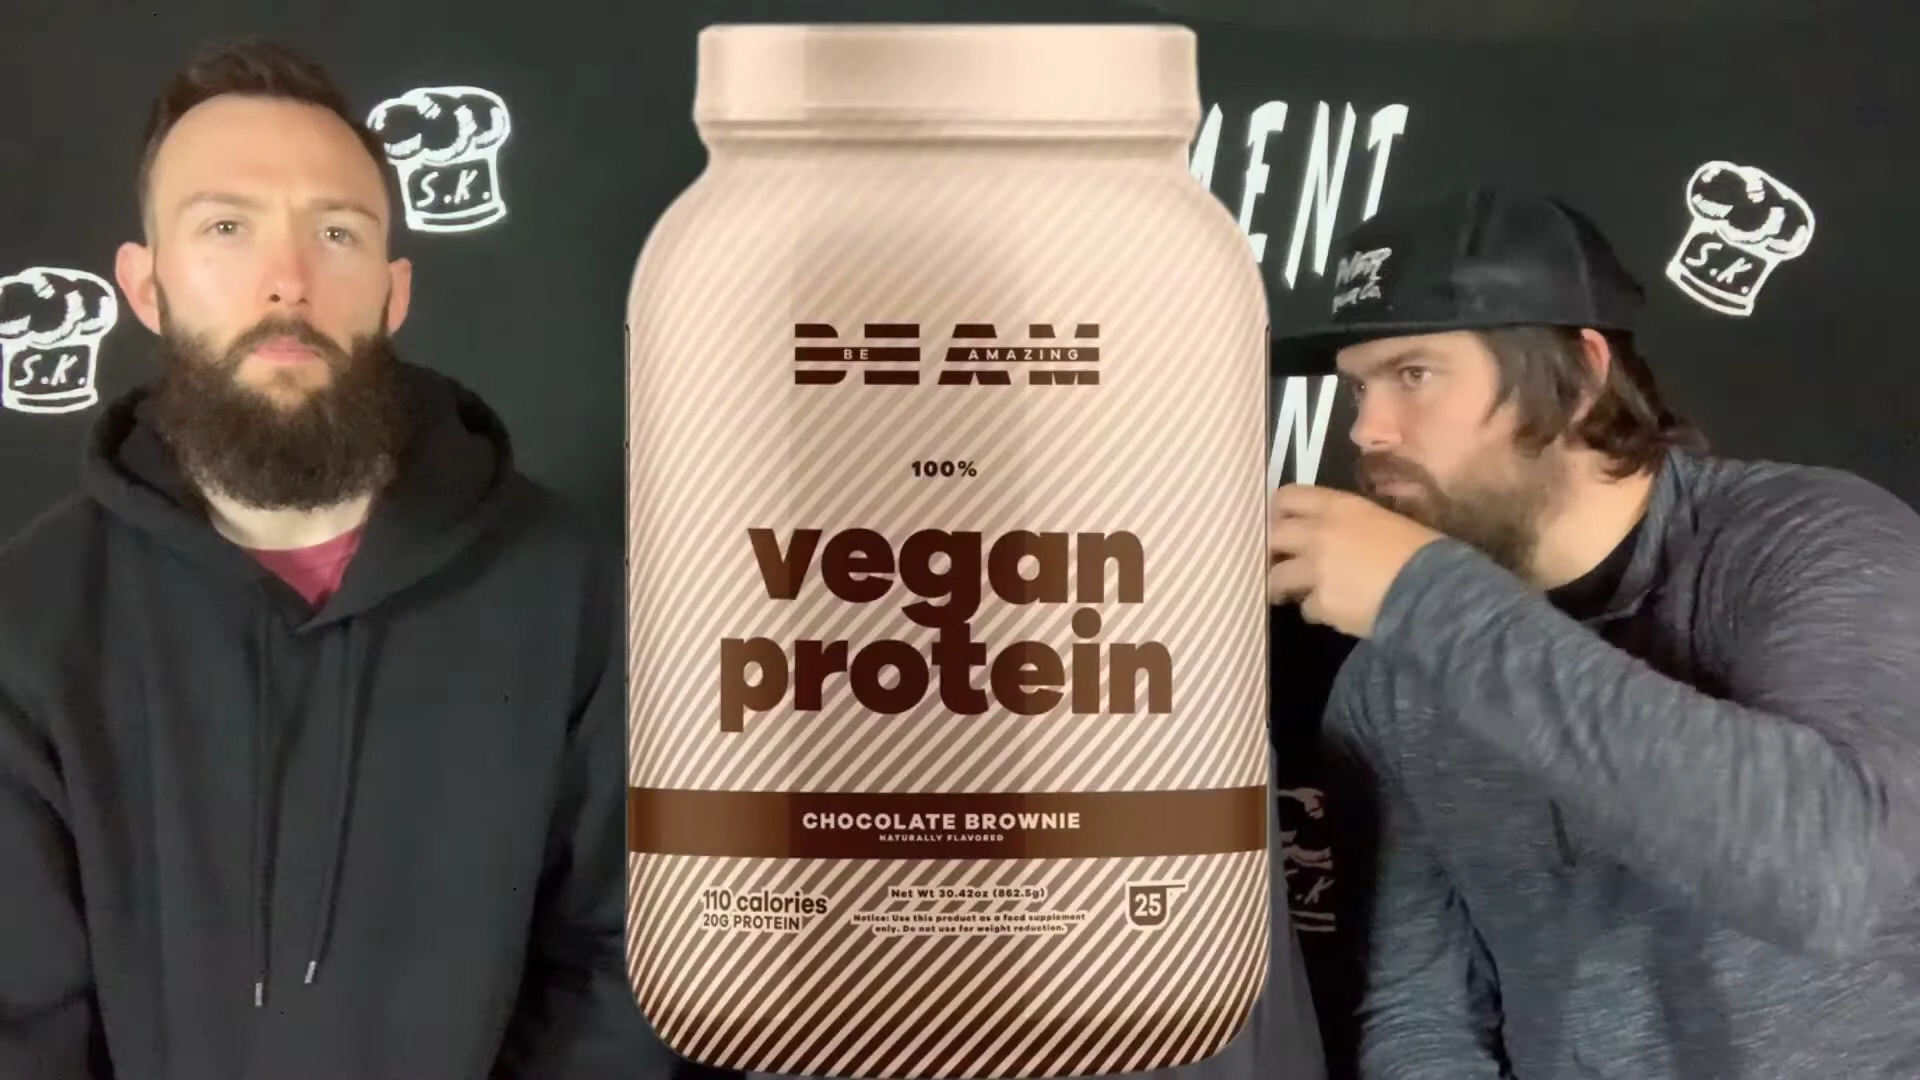 S.K.
S.K.
S.K.
MENT
N
BEAM
BE AMAZING
100%
vegan
protein
CHOCOLATE BROWNIE
NATURALLY FLAVORED
110 calories
20G PROTEIN
Net Wt 30.42oz (862.5g)
Notice: Use this product as a food supplement
only. Do not use for weight reduction.
25